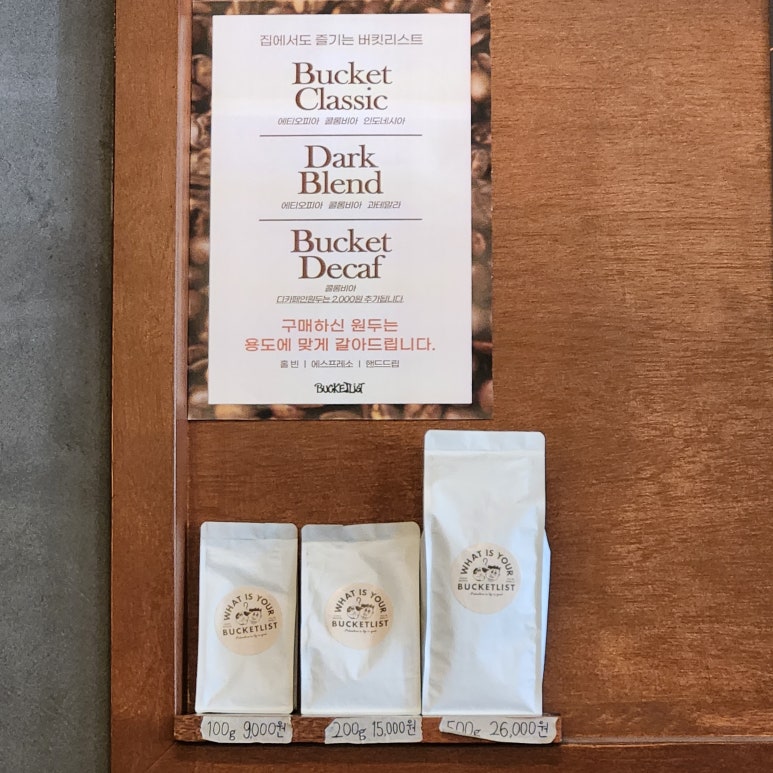 집에서도 즐기는 버킷리스트
Bucket
Classic
에티오피아 콜롬비아 인도네시아
Dark
Blend
에티오피아 콜롬비아 과테말라
Bucket
Decaf
콜롬비아
디카페인원두는 2,000원 추가됩니다.
구매하신 원두는
용도에 맞게 갈아드립니다.
홀 빈 | 에스프레소 | 핸드드립
BUCKETLIST
WHAT IS YOUR
BUCKETLIST
WHAT IS YOUR
BUCKETLIST
WHAT IS YOUR
BUCKETLIST
100g 9,000원
200g 15,000원
500g 26,000원